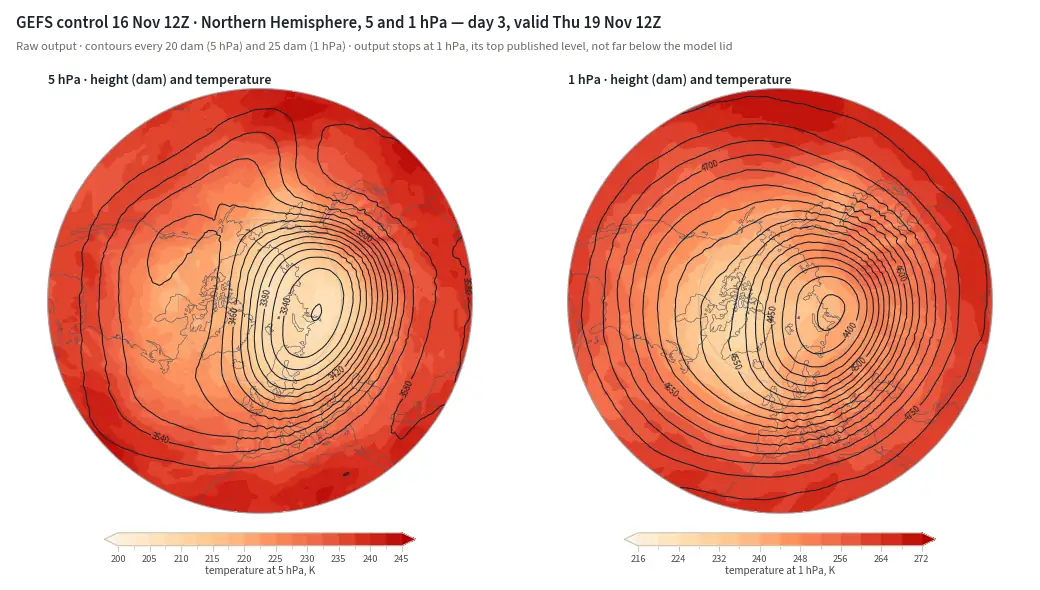 GEFS control 16 Nov 12Z · Northern Hemisphere, 5 and 1 hPa — day 3, valid Thu 19 Nov 12Z
Raw output · contours every 20 dam (5 hPa) and 25 dam (1 hPa) · output stops at 1 hPa, its top published level, not far below the model lid
5 hPa · height (dam) and temperature
1 hPa · height (dam) and temperature
3500
3580
3380
3340
3460
3420
3580
3540
4700
4600
4450
4400
4550
4500
4650
4750
200 205 210 215 220 225 230 235 240 245
temperature at 5 hPa, K
216 224 232 240 248 256 264 272
temperature at 1 hPa, K